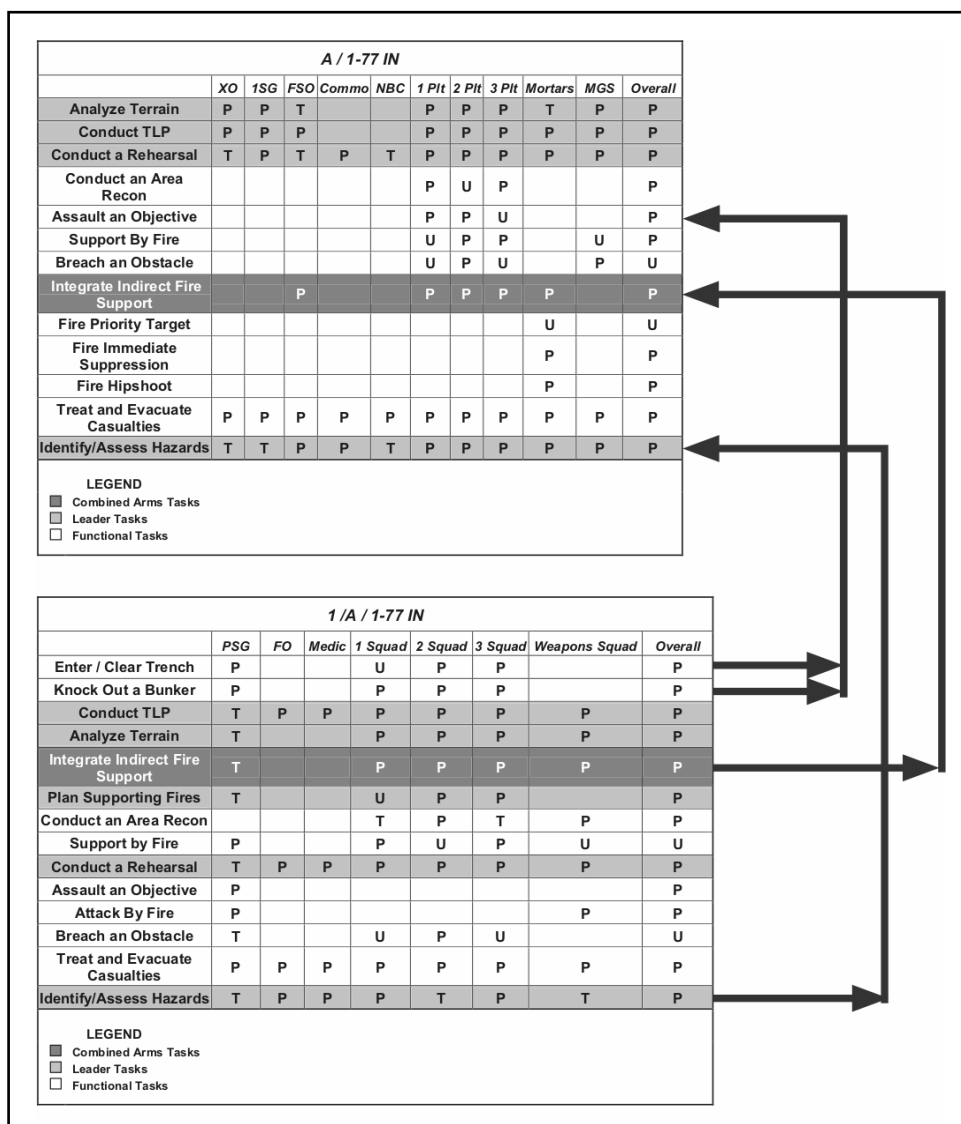 A / 1-77 IN
XO 1SG FSO Commo NBC 1 Plt 2 Plt 3 Plt Mortars MGS Overall
Analyze Terrain P P T P P P T P P
Conduct TLP P P P P P P P P P
Conduct a Rehearsal T P T P T P P P P P P
Conduct an Area
Recon P U P P
Assault an Objective P P U P
Support By Fire U P P U P
Breach an Obstacle U P U P U
Integrate Indirect Fire
Support P P P P P P
Fire Priority Target U U
Fire Immediate
Suppression P P
Fire Hipshoot P P
Treat and Evacuate
Casualties P P P P P P P P P P P
Identify/Assess Hazards T T P P T P P P P P P
LEGEND
Combined Arms Tasks
Leader Tasks
Functional Tasks
1 /A / 1-77 IN
PSG FO Medic 1 Squad 2 Squad 3 Squad Weapons Squad Overall
Enter / Clear Trench P U P P P
Knock Out a Bunker P P P P P
Conduct TLP T P P P P P P P
Analyze Terrain T P P P P P
Integrate Indirect Fire
Support T P P P P P
Plan Supporting Fires T U P P P
Conduct an Area Recon T P T P P
Support by Fire P P U P U U
Conduct a Rehearsal T P P P P P P P
Assault an Objective P P
Attack By Fire P P P
Breach an Obstacle T U P U U
Treat and Evacuate
Casualties P P P P P P P P
Identify/Assess Hazards T P P P T P T P
LEGEND
Combined Arms Tasks
Leader Tasks
Functional Tasks